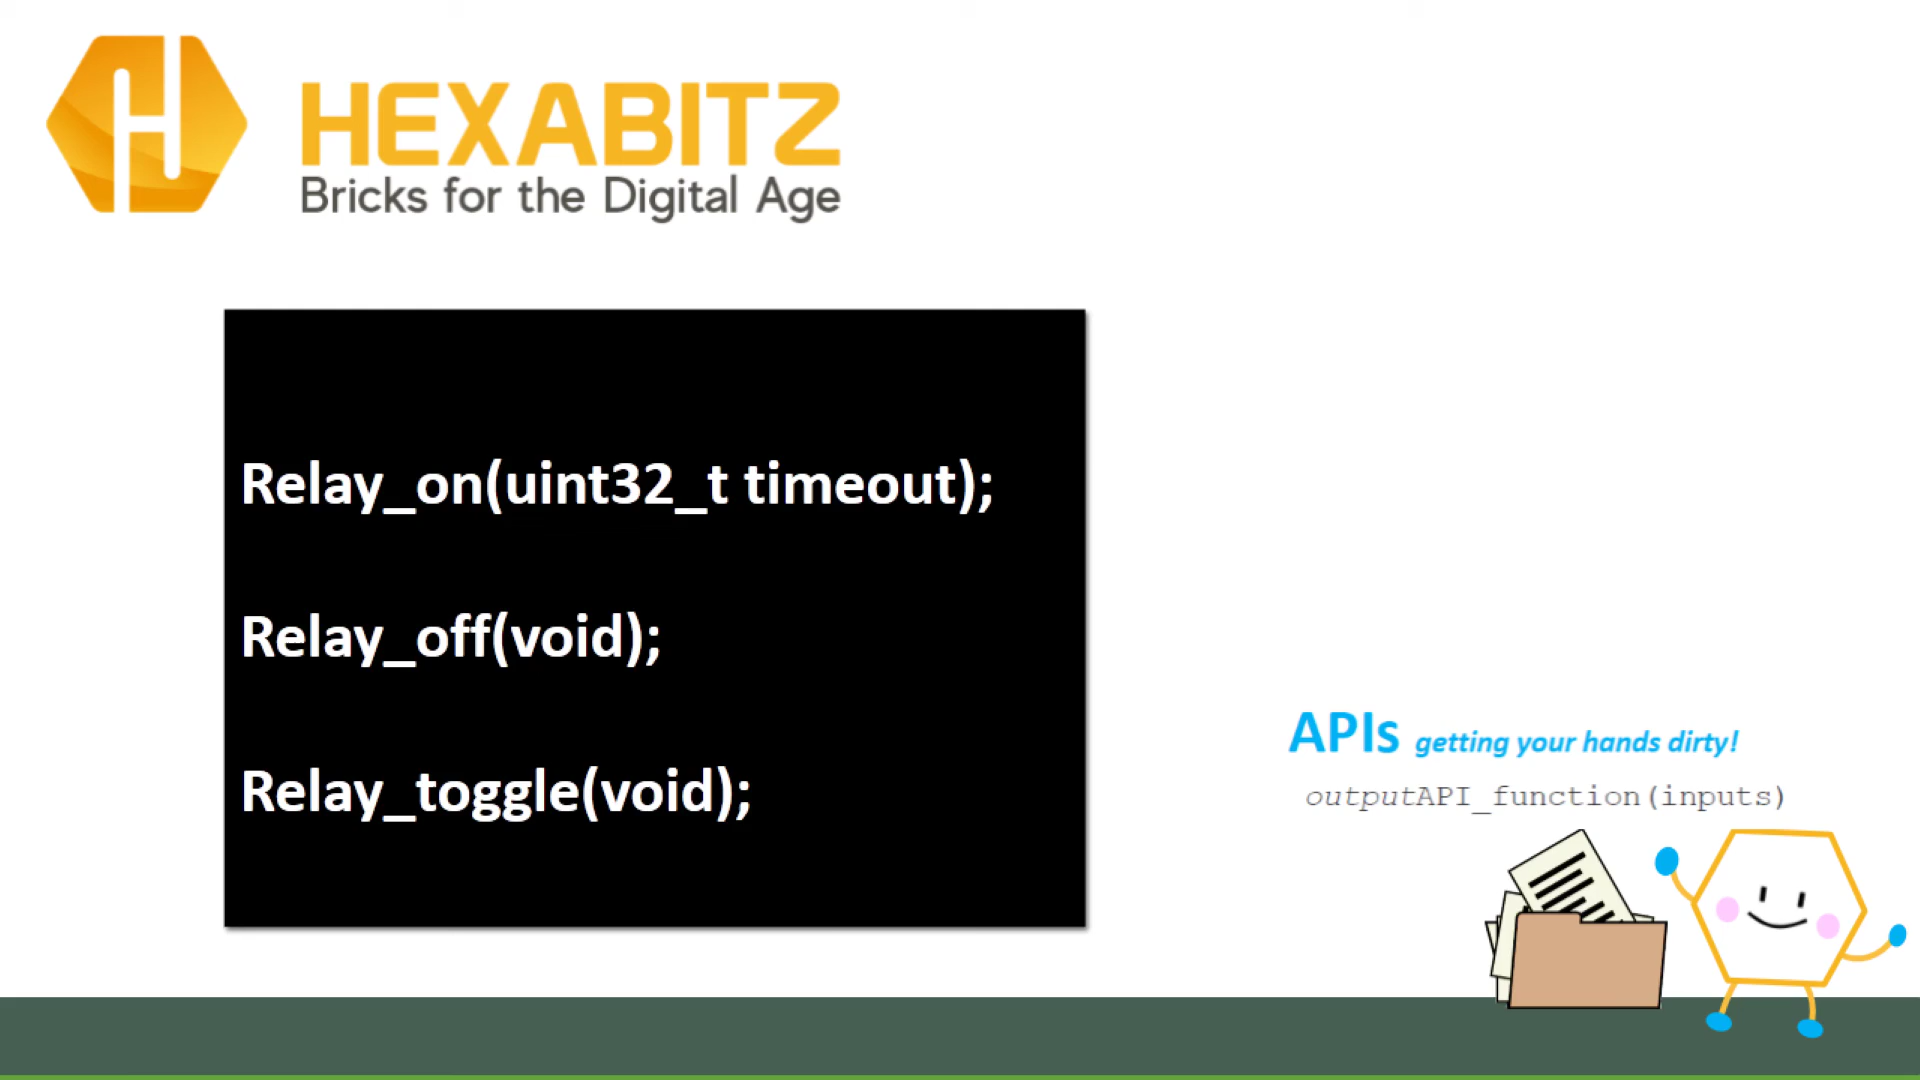 HEXABITZ
Bricks for the Digital Age
Relay_on(uint32_t timeout);
Relay_off(void);
Relay_toggle(void);
APIs getting your hands dirty!
outputAPI_function(inputs)